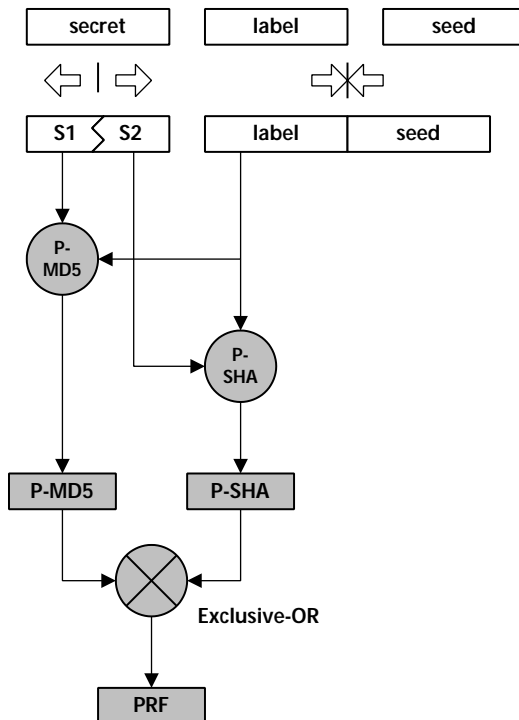 secret
label
seed
S1
S2
label
seed
P-
MD5
P-
SHA
P-MD5
P-SHA
Exclusive-OR
PRF